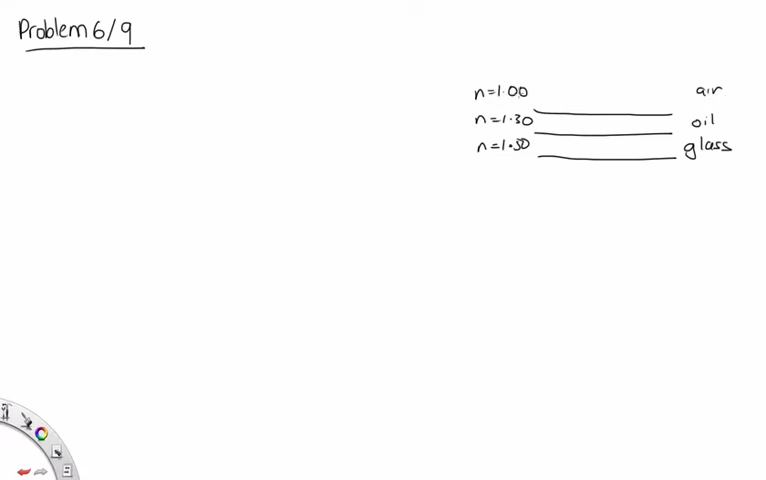 Problem 6/9
n=1.00 air
n=1.30 oil
n=1.50 glass